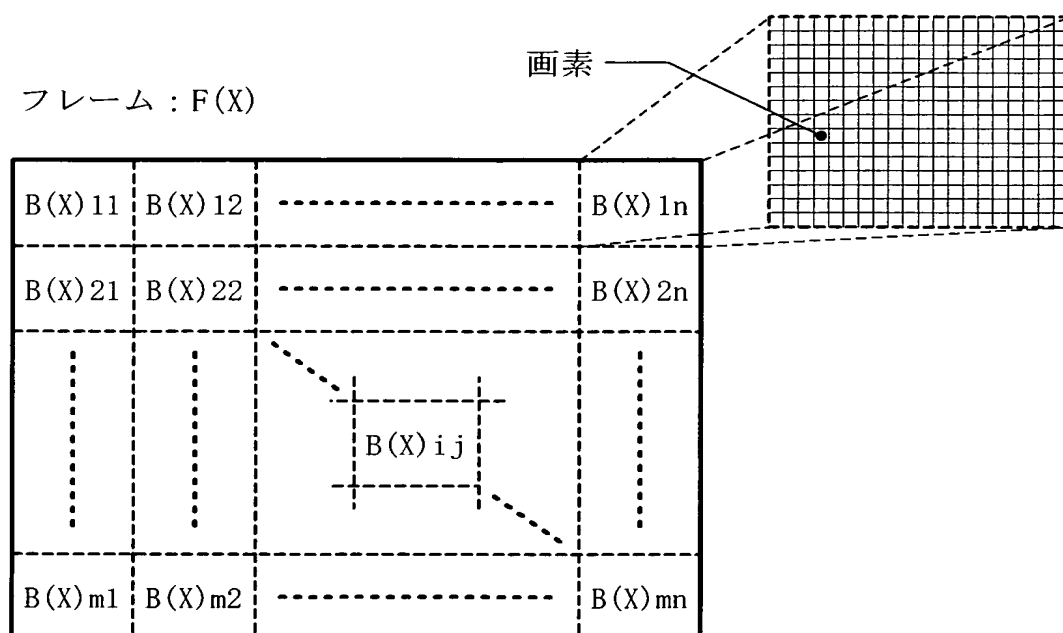 画素
フレーム：F(X)
B(X)11 B(X)12 B(X)1n
B(X)21 B(X)22 B(X)2n
B(X)ij
B(X)m1 B(X)m2 B(X)mn